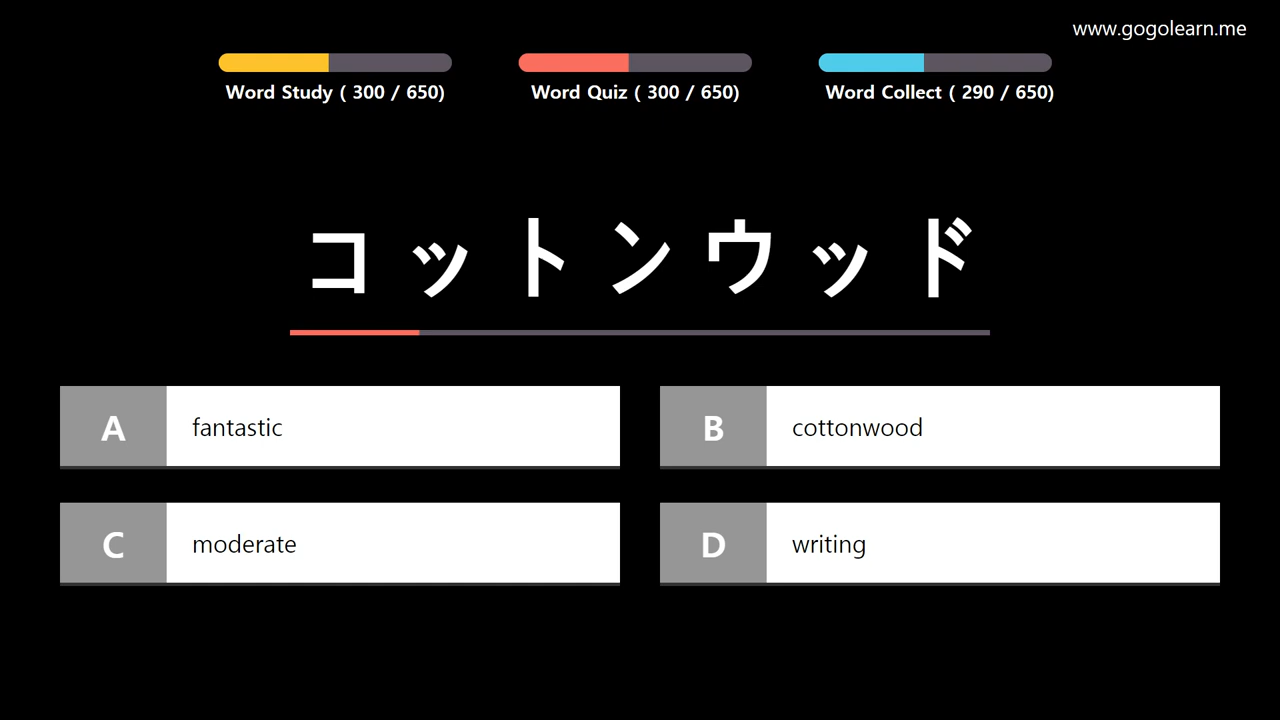 www.gogolearn.me
Word Study ( 300 / 650)
Word Quiz ( 300 / 650)
Word Collect ( 290 / 650)
コットンウッド
A fantastic
B cottonwood
C moderate
D writing